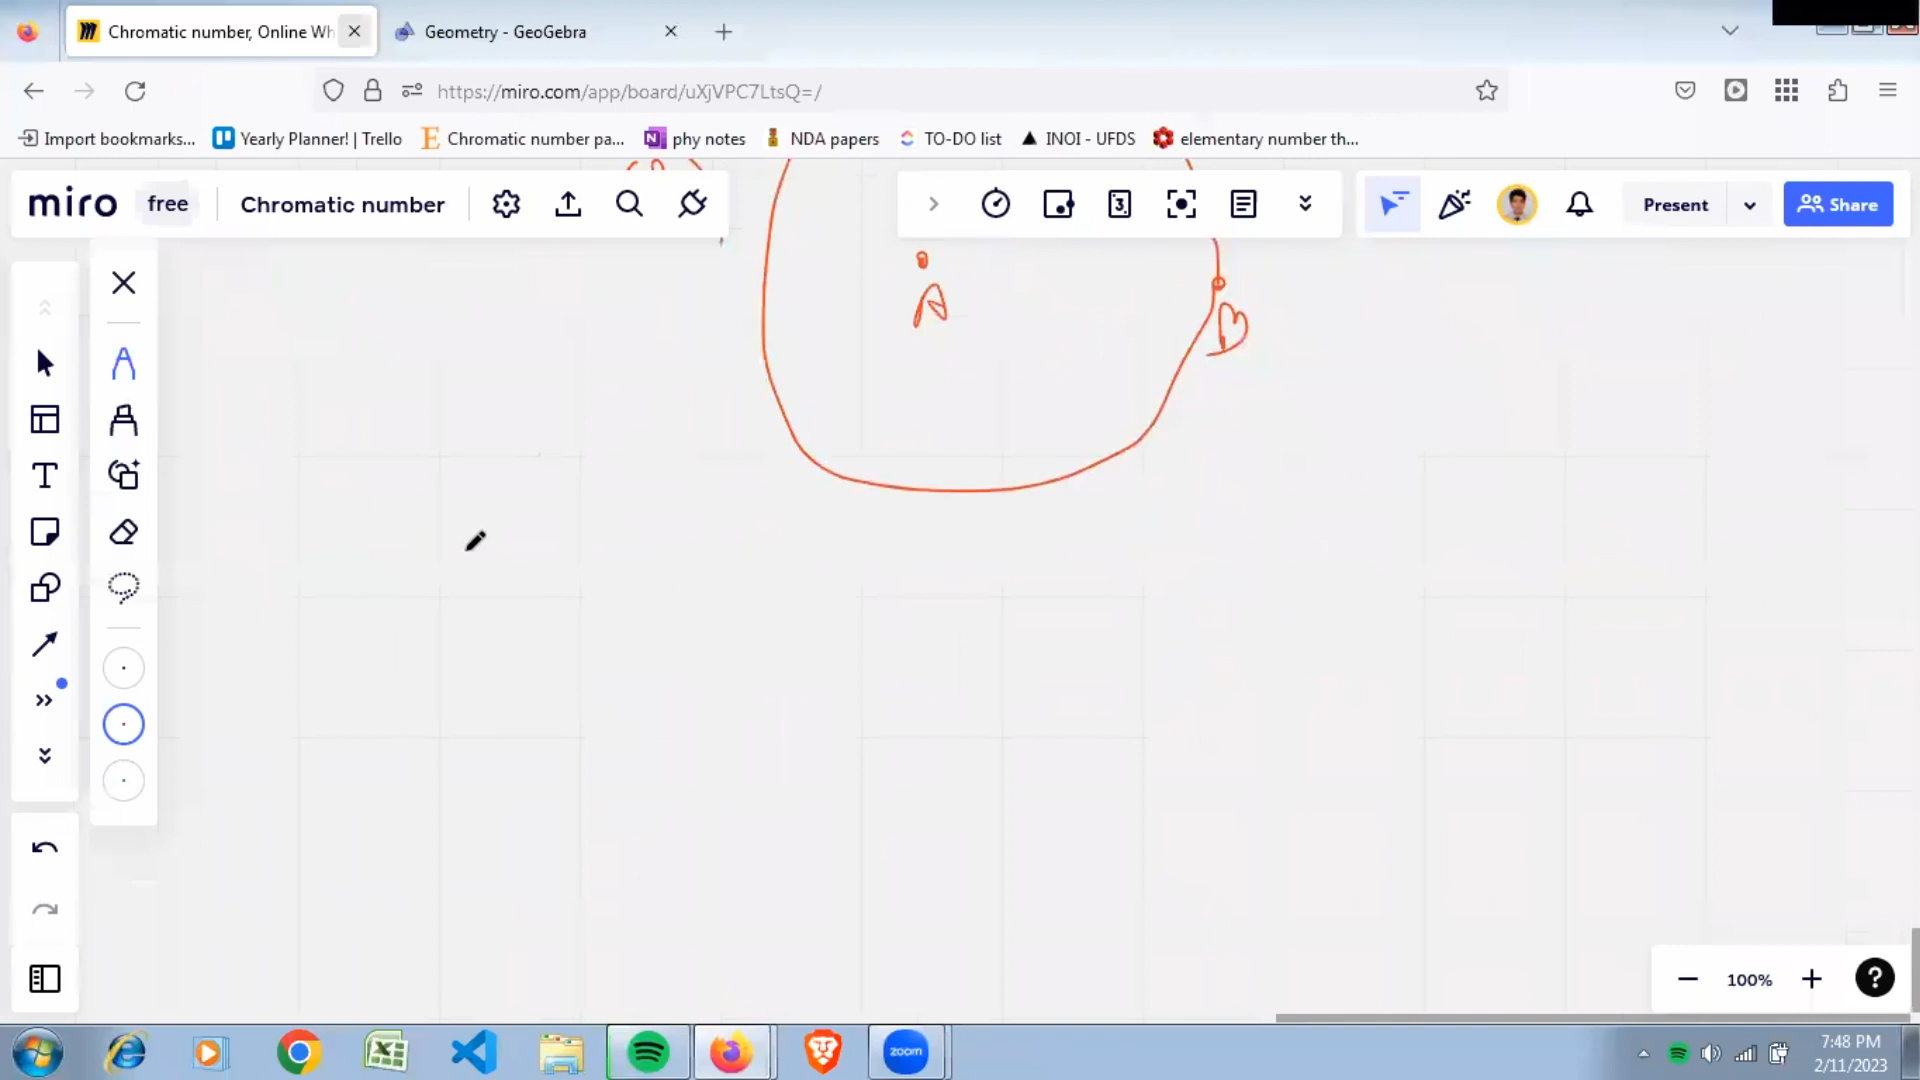 Chromatic number, Online Wh
Geometry - GeoGebra
https://miro.com/app/board/uXjVPC7LtsQ=/
Import bookmarks...
Yearly Planner! | Trello
Chromatic number pa...
phy notes
NDA papers
TO-DO list
INOI - UFDS
elementary number th...
miro
free
Chromatic number
3
Present
Share
A
B
T
100%
?
zoom
7:48 PM
2/11/2023